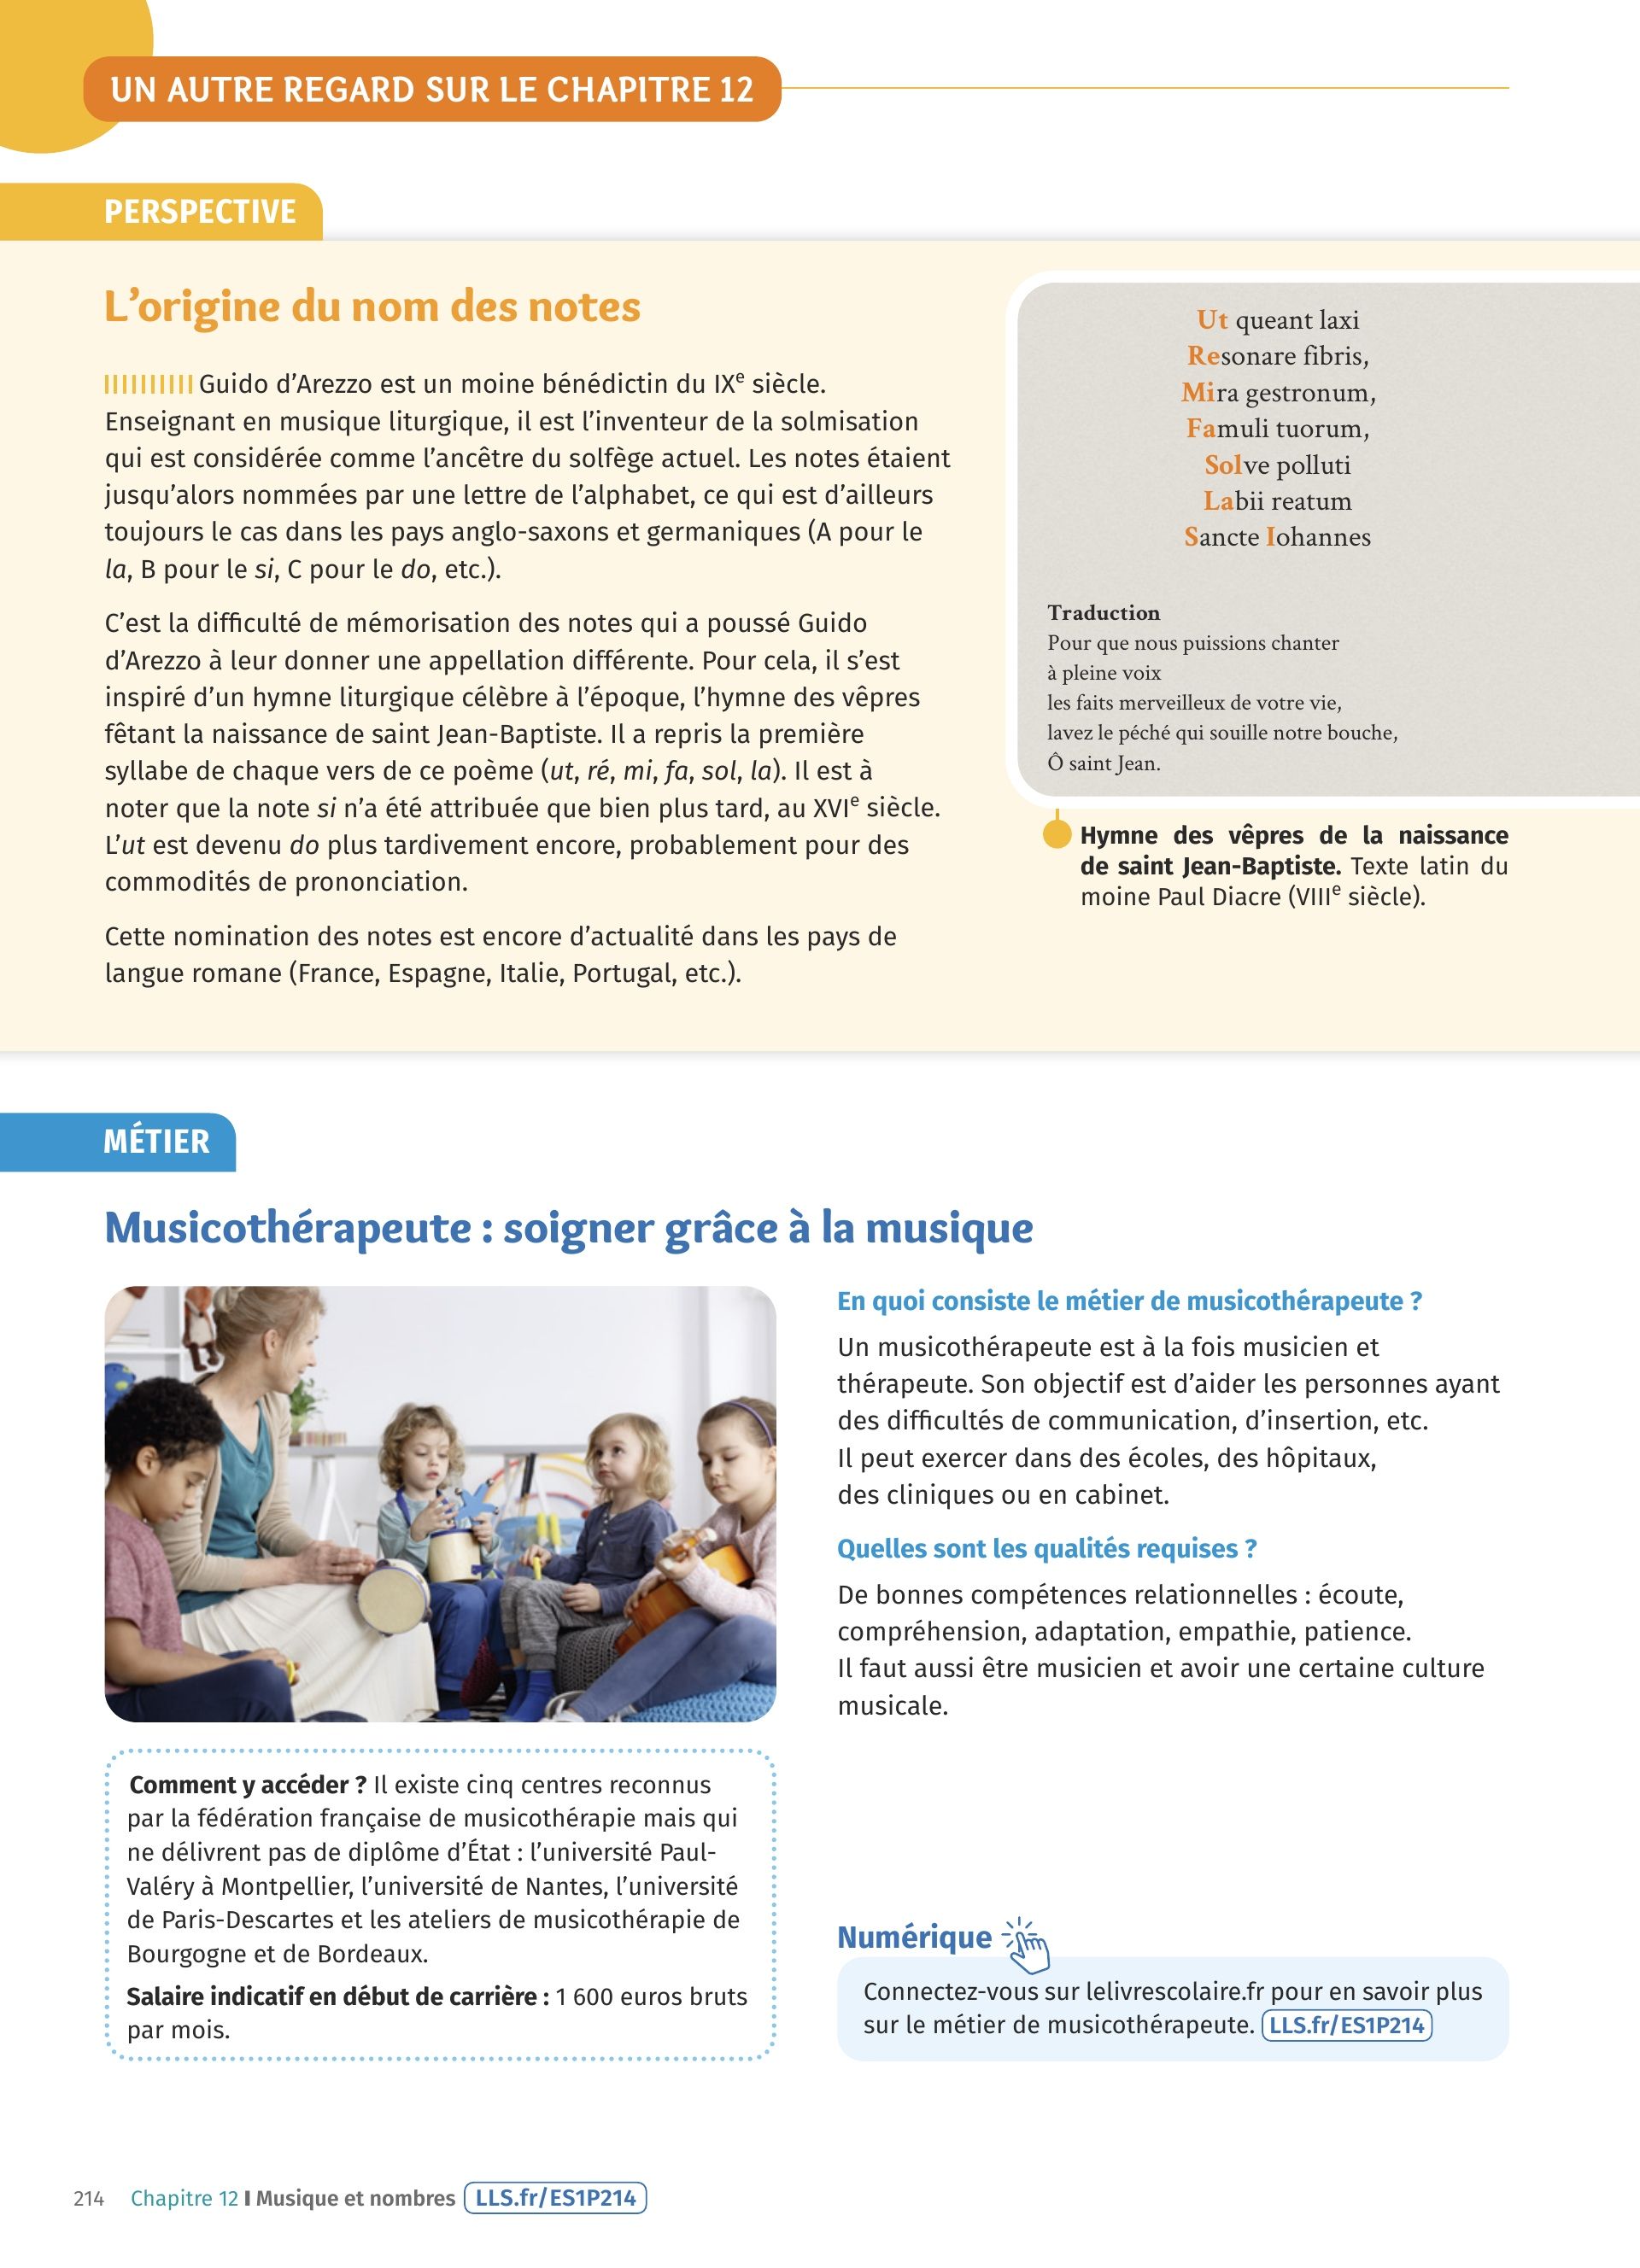 UN AUTRE REGARD SUR LE CHAPITRE 12
PERSPECTIVE
L'origine du nom des notes
Guido d'Arezzo est un moine bénédictin du IXe siècle.
Enseignant en musique liturgique, il est l'inventeur de la solmisation
qui est considérée comme l'ancêtre du solfège actuel. Les notes étaient
jusqu'alors nommées par une lettre de l'alphabet, ce qui est d'ailleurs
toujours le cas dans les pays anglo-saxons et germaniques (A pour le
la, B pour le si, C pour le do, etc.).
C'est la difficulté de mémorisation des notes qui a poussé Guido
d'Arezzo à leur donner une appellation différente. Pour cela, il s'est
inspiré d'un hymne liturgique célèbre à l'époque, l'hymne des vêpres
fêtant la naissance de saint Jean-Baptiste. Il a repris la première
syllabe de chaque vers de ce poème (ut, ré, mi, fa, sol, la). Il est à
noter que la note si n'a été attribuée que bien plus tard, au XVIe siècle.
L'ut est devenu do plus tardivement encore, probablement pour des
commodités de prononciation.
Cette nomination des notes est encore d'actualité dans les pays de
langue romane (France, Espagne, Italie, Portugal, etc.).
Ut queant laxi
Resonare fibris,
Mira gestronum,
Famuli tuorum,
Solve polluti
Labii reatum
Sancte Iohannes
Traduction
Pour que nous puissions chanter
à pleine voix
les faits merveilleux de votre vie,
lavez le péché qui souille notre bouche,
Ô saint Jean.
Hymne des vêpres de la naissance
de saint Jean-Baptiste. Texte latin du
moine Paul Diacre (VIIIe siècle).
MÉTIER
Musicothérapeute : soigner grâce à la musique
Comment y accéder ? Il existe cinq centres reconnus
par la fédération française de musicothérapie mais qui
ne délivrent pas de diplôme d'État : l'université Paul-
Valéry à Montpellier, l'université de Nantes, l'université
de Paris-Descartes et les ateliers de musicothérapie de
Bourgogne et de Bordeaux.
Salaire indicatif en début de carrière : 1 600 euros bruts
par mois.
En quoi consiste le métier de musicothérapeute ?
Un musicothérapeute est à la fois musicien et
thérapeute. Son objectif est d'aider les personnes ayant
des difficultés de communication, d'insertion, etc.
Il peut exercer dans des écoles, des hôpitaux,
des cliniques ou en cabinet.
Quelles sont les qualités requises ?
De bonnes compétences relationnelles : écoute,
compréhension, adaptation, empathie, patience.
Il faut aussi être musicien et avoir une certaine culture
musicale.
Numérique
Connectez-vous sur lelivrescolaire.fr pour en savoir plus
sur le métier de musicothérapeute. LLS.fr/ES1P214
214 Chapitre 12 I Musique et nombres LLS.fr/ES1P214